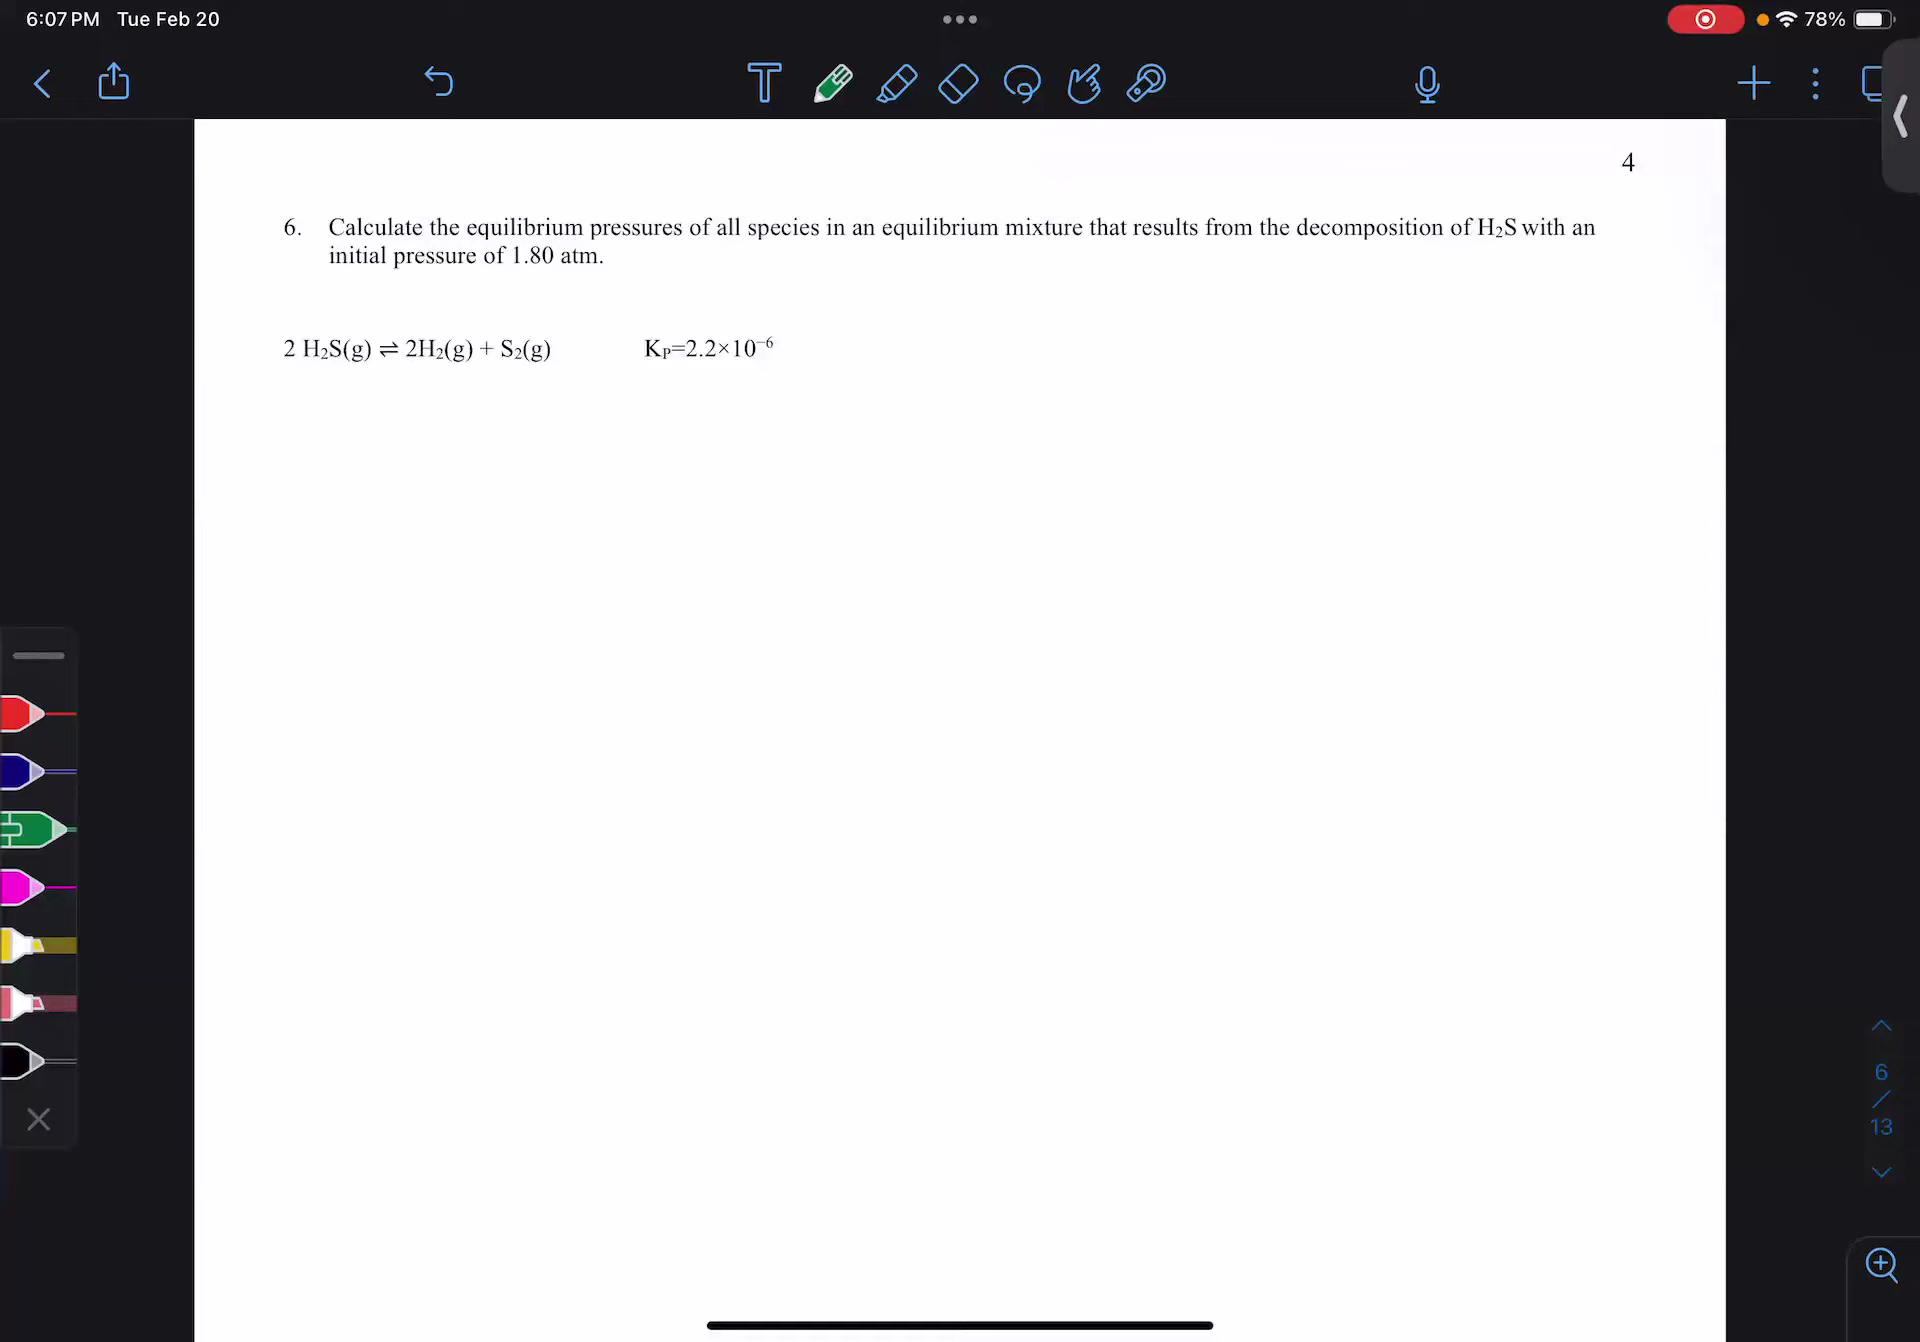 6:07 PM Tue Feb 20
78%
4
6. Calculate the equilibrium pressures of all species in an equilibrium mixture that results from the decomposition of H₂S with an
initial pressure of 1.80 atm.
2 H₂S(g) ⇌ 2H₂(g) + S₂(g) Kₚ=2.2×10⁻⁶
6
/
13